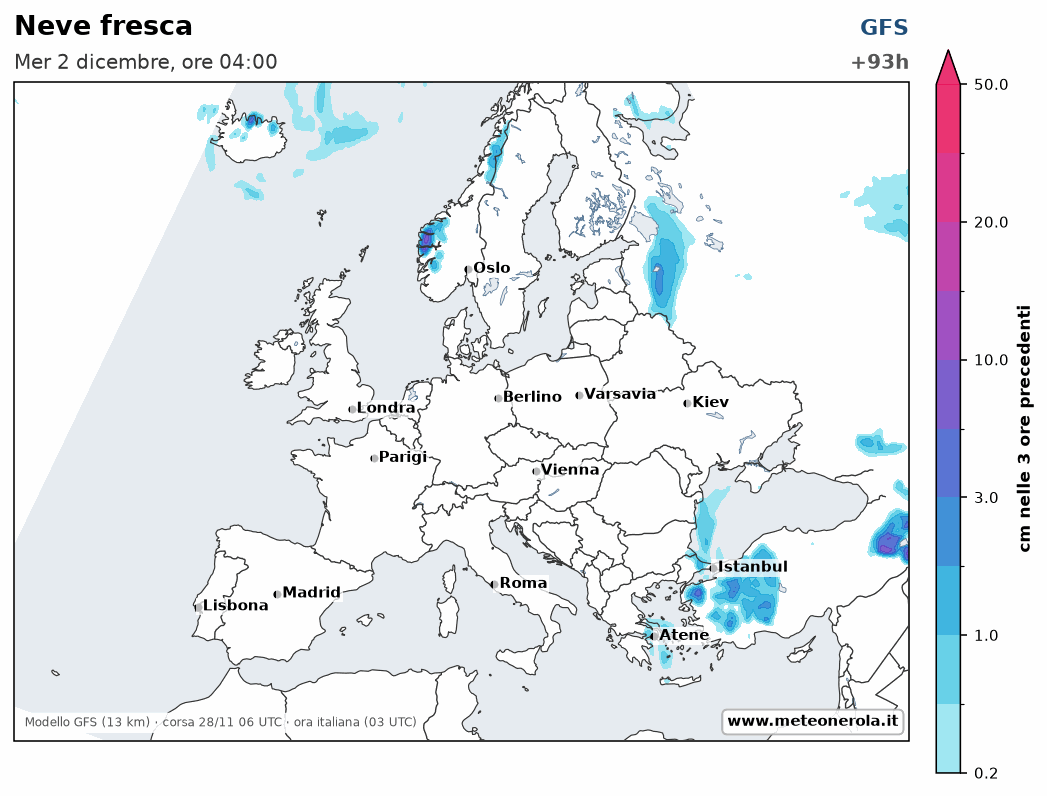 Neve fresca
GFS
Mer 2 dicembre, ore 04:00
+93h
50.0
20.0
10.0
3.0
1.0
0.2
cm nelle 3 ore precedenti
Oslo
Berlino
Varsavia
Kiev
Londra
Parigi
Vienna
Istanbul
Roma
Madrid
Lisbona
Atene
Modello GFS (13 km) · corsa 28/11 06 UTC · ora italiana (03 UTC)
www.meteonerola.it